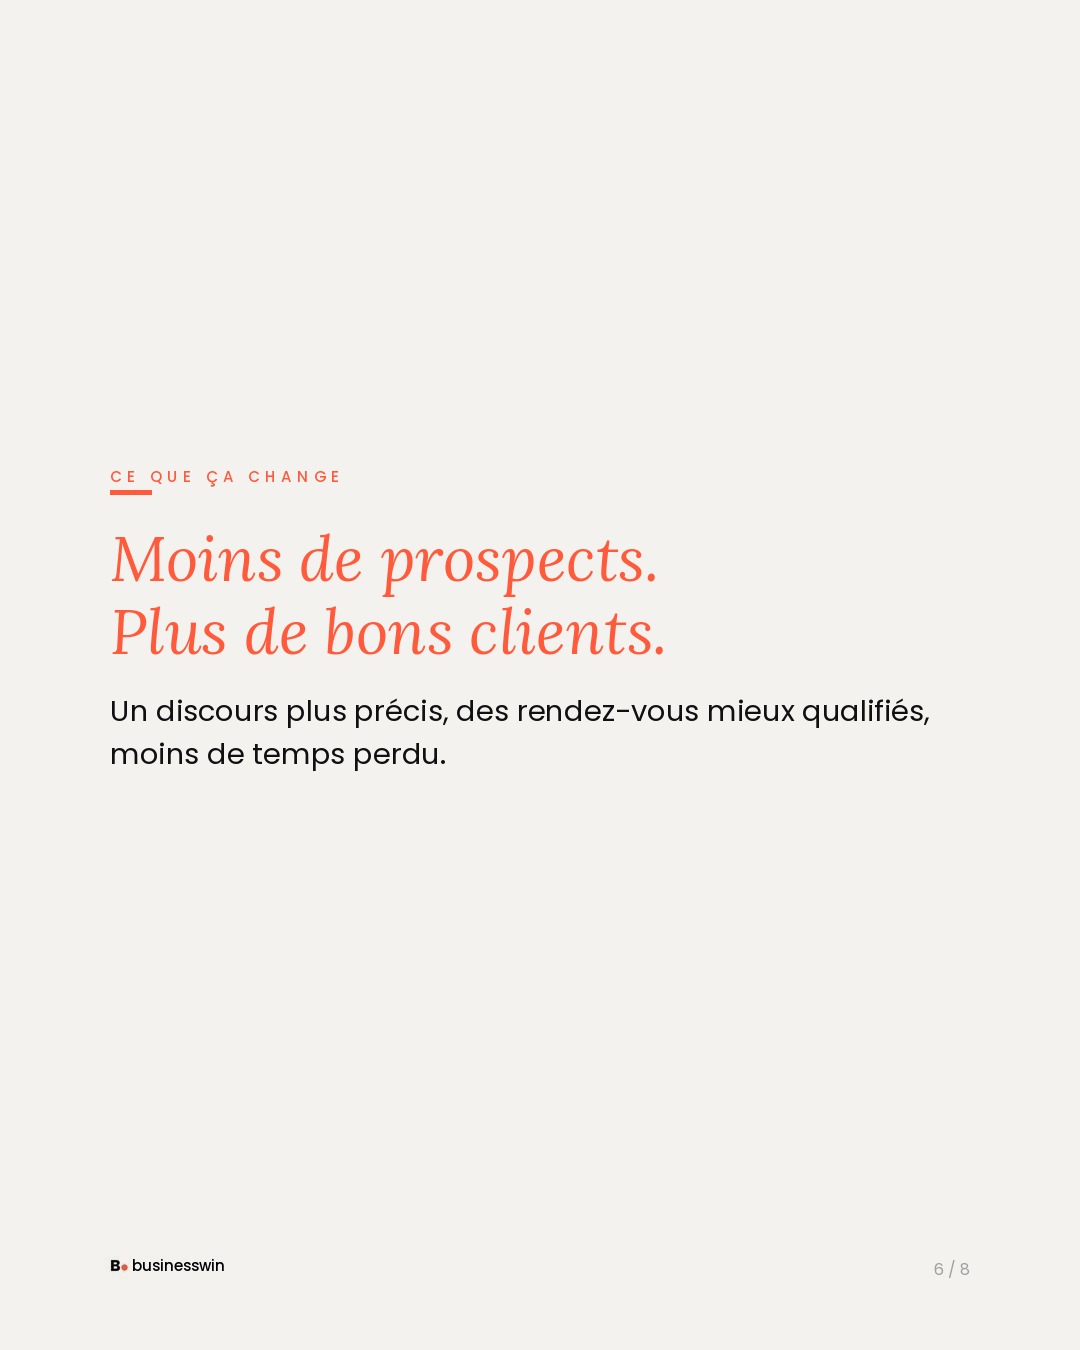 CE QUE ÇA CHANGE
Moins de prospects.
Plus de bons clients.
Un discours plus précis, des rendez-vous mieux qualifiés,
moins de temps perdu.
B• businesswin
6 / 8